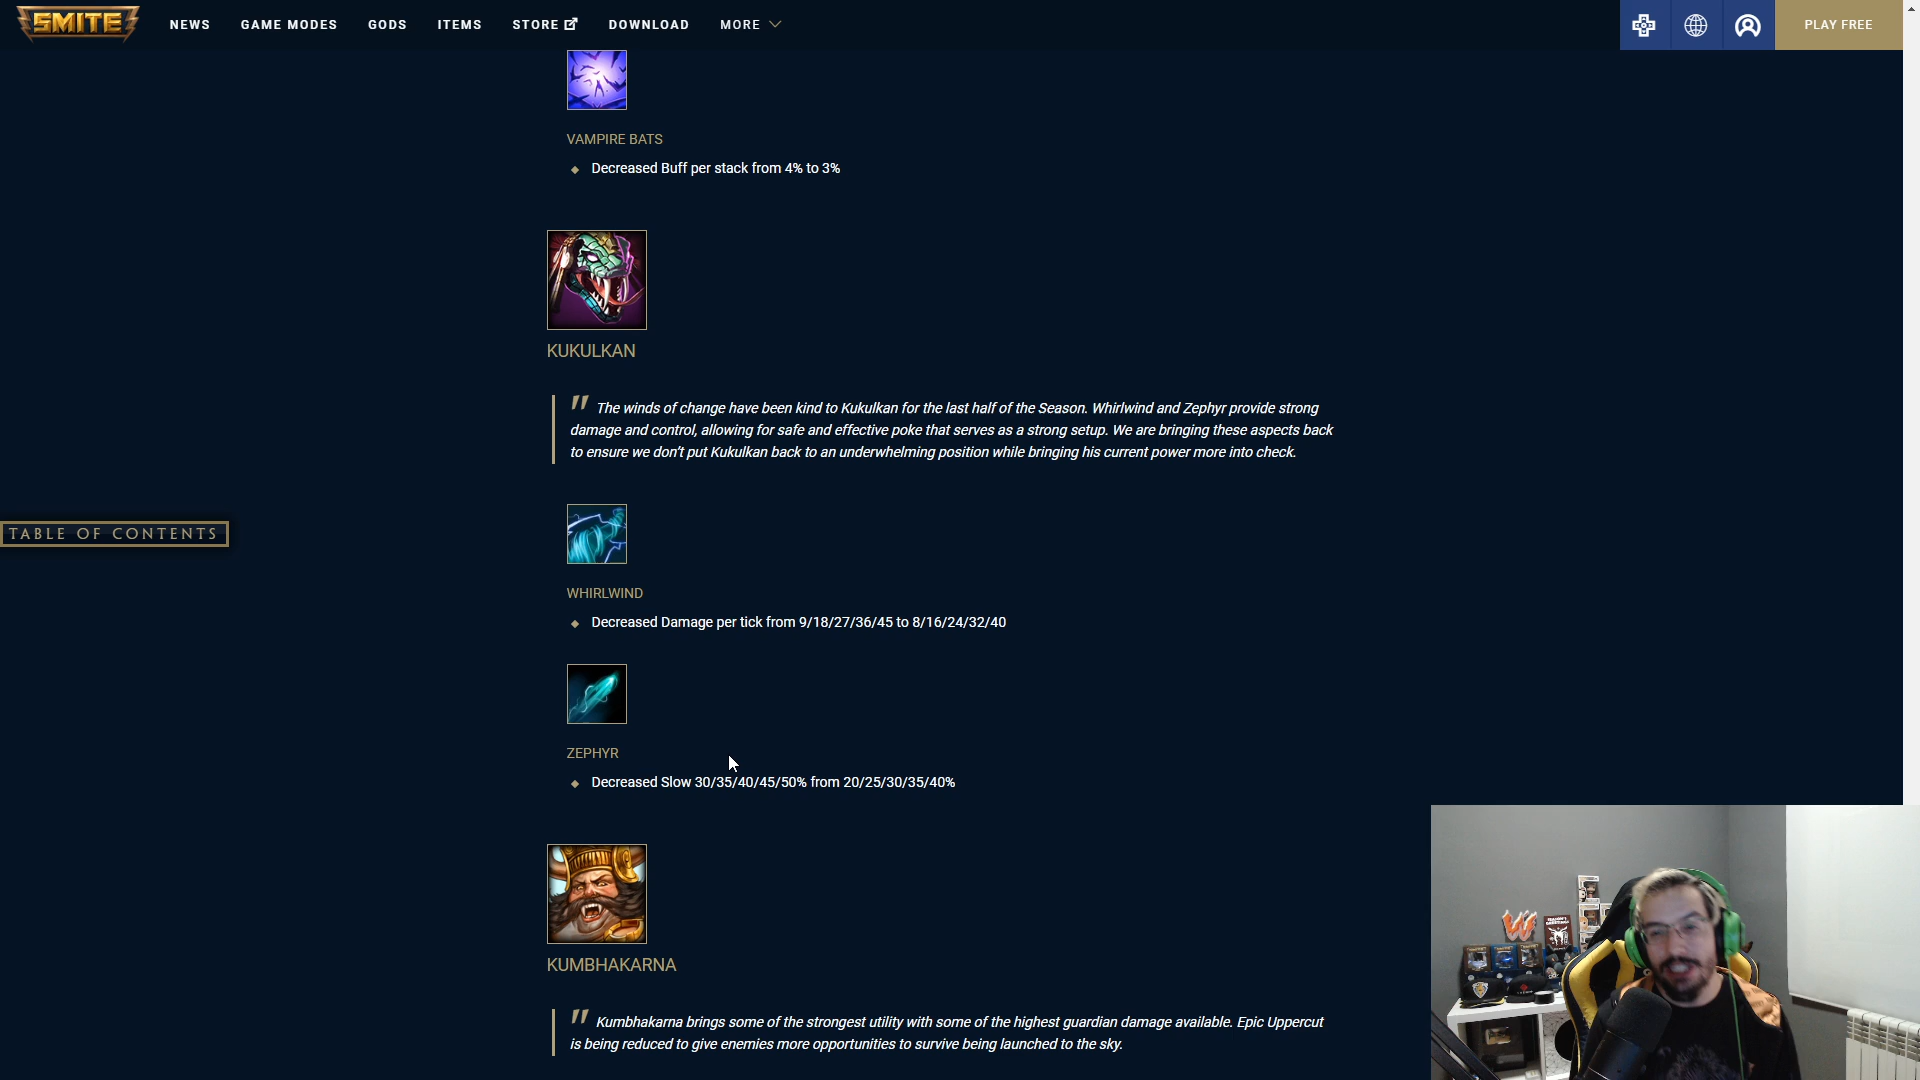 SMITE
NEWS
GAME MODES
GODS
ITEMS
STORE
DOWNLOAD
MORE
PLAY FREE
VAMPIRE BATS
Decreased Buff per stack from 4% to 3%
KUKULKAN
" The winds of change have been kind to Kukulkan for the last half of the Season. Whirlwind and Zephyr provide strong
damage and control, allowing for safe and effective poke that serves as a strong setup. We are bringing these aspects back
to ensure we don't put Kukulkan back to an underwhelming position while bringing his current power more into check.
TABLE OF CONTENTS
WHIRLWIND
Decreased Damage per tick from 9/18/27/36/45 to 8/16/24/32/40
ZEPHYR
Decreased Slow 30/35/40/45/50% from 20/25/30/35/40%
KUMBHAKARNA
" Kumbhakarna brings some of the strongest utility with some of the highest guardian damage available. Epic Uppercut
is being reduced to give enemies more opportunities to survive being launched to the sky.